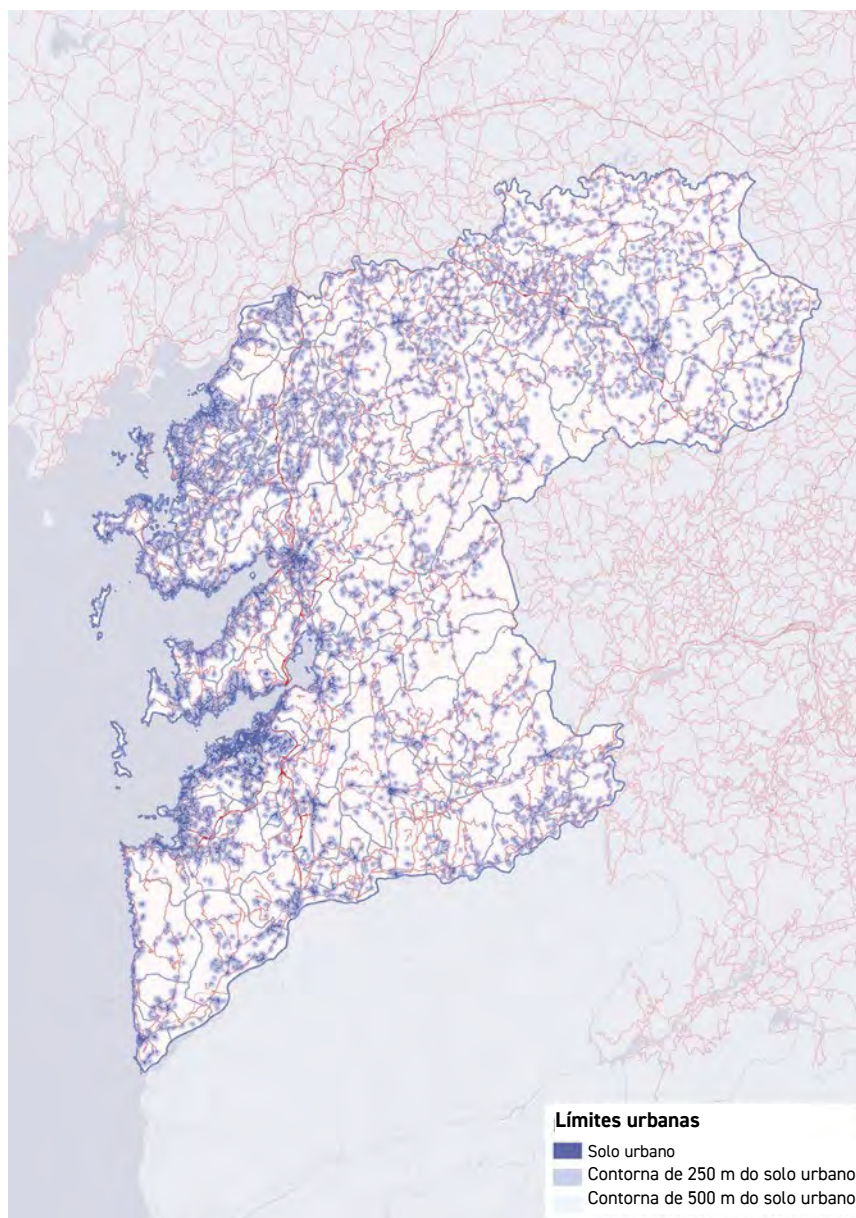 Límites urbanas
Solo urbano
Contorna de 250 m do solo urbano
Contorna de 500 m do solo urbano